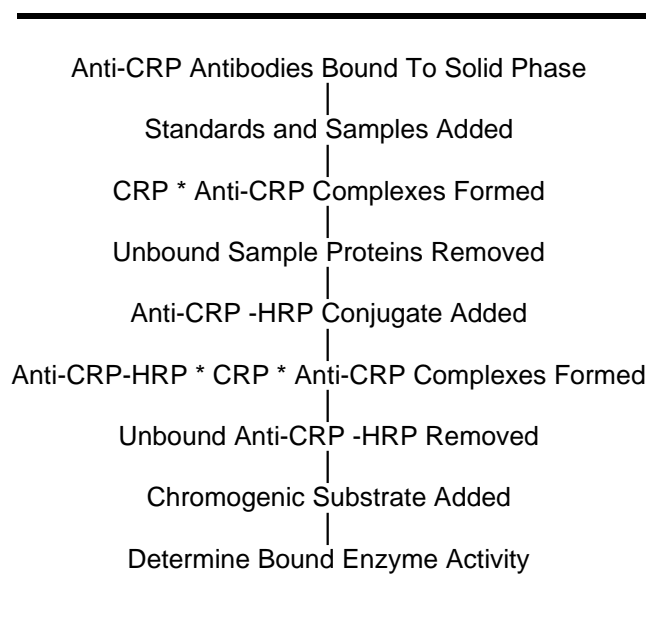 Anti-CRP Antibodies Bound To Solid Phase
Standards and Samples Added
CRP * Anti-CRP Complexes Formed
Unbound Sample Proteins Removed
Anti-CRP -HRP Conjugate Added
Anti-CRP-HRP * CRP * Anti-CRP Complexes Formed
Unbound Anti-CRP -HRP Removed
Chromogenic Substrate Added
Determine Bound Enzyme Activity